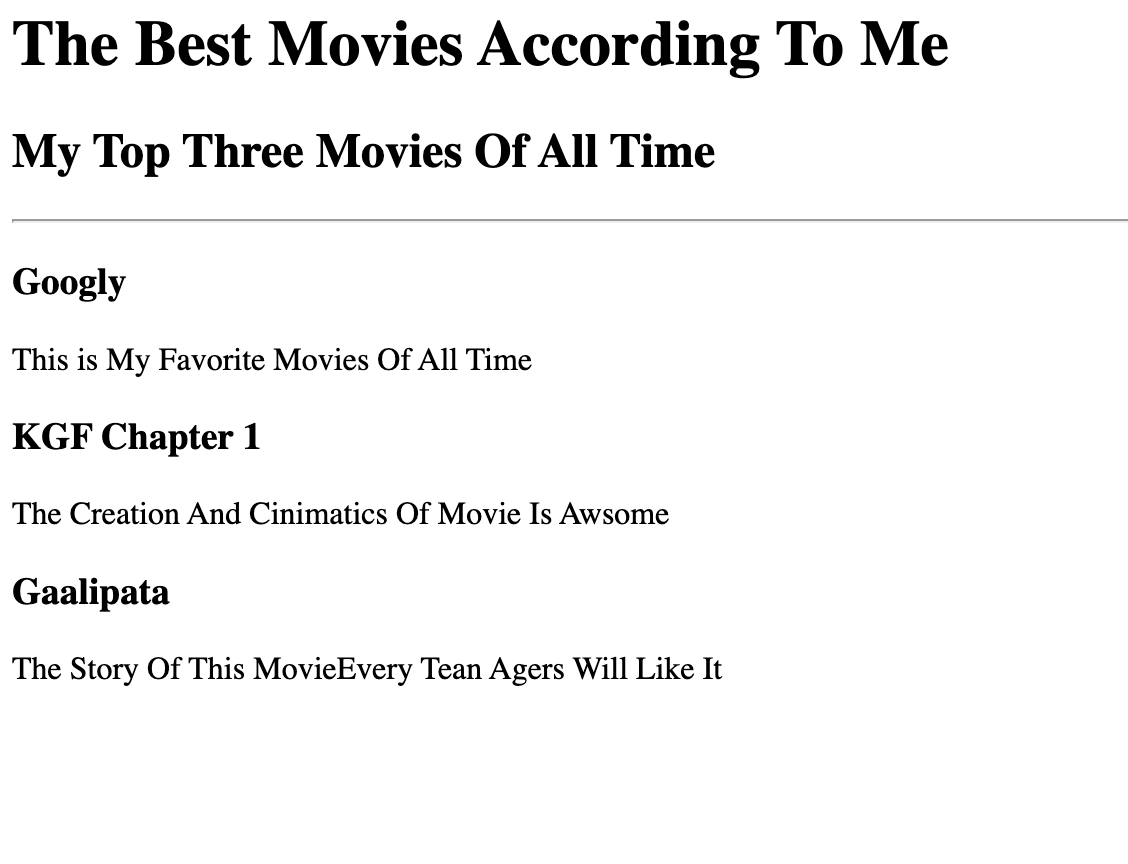 The Best Movies According To Me
My Top Three Movies Of All Time
Googly
This is My Favorite Movies Of All Time
KGF Chapter 1
The Creation And Cinimatics Of Movie Is Awsome
Gaalipata
The Story Of This MovieEvery Tean Agers Will Like It